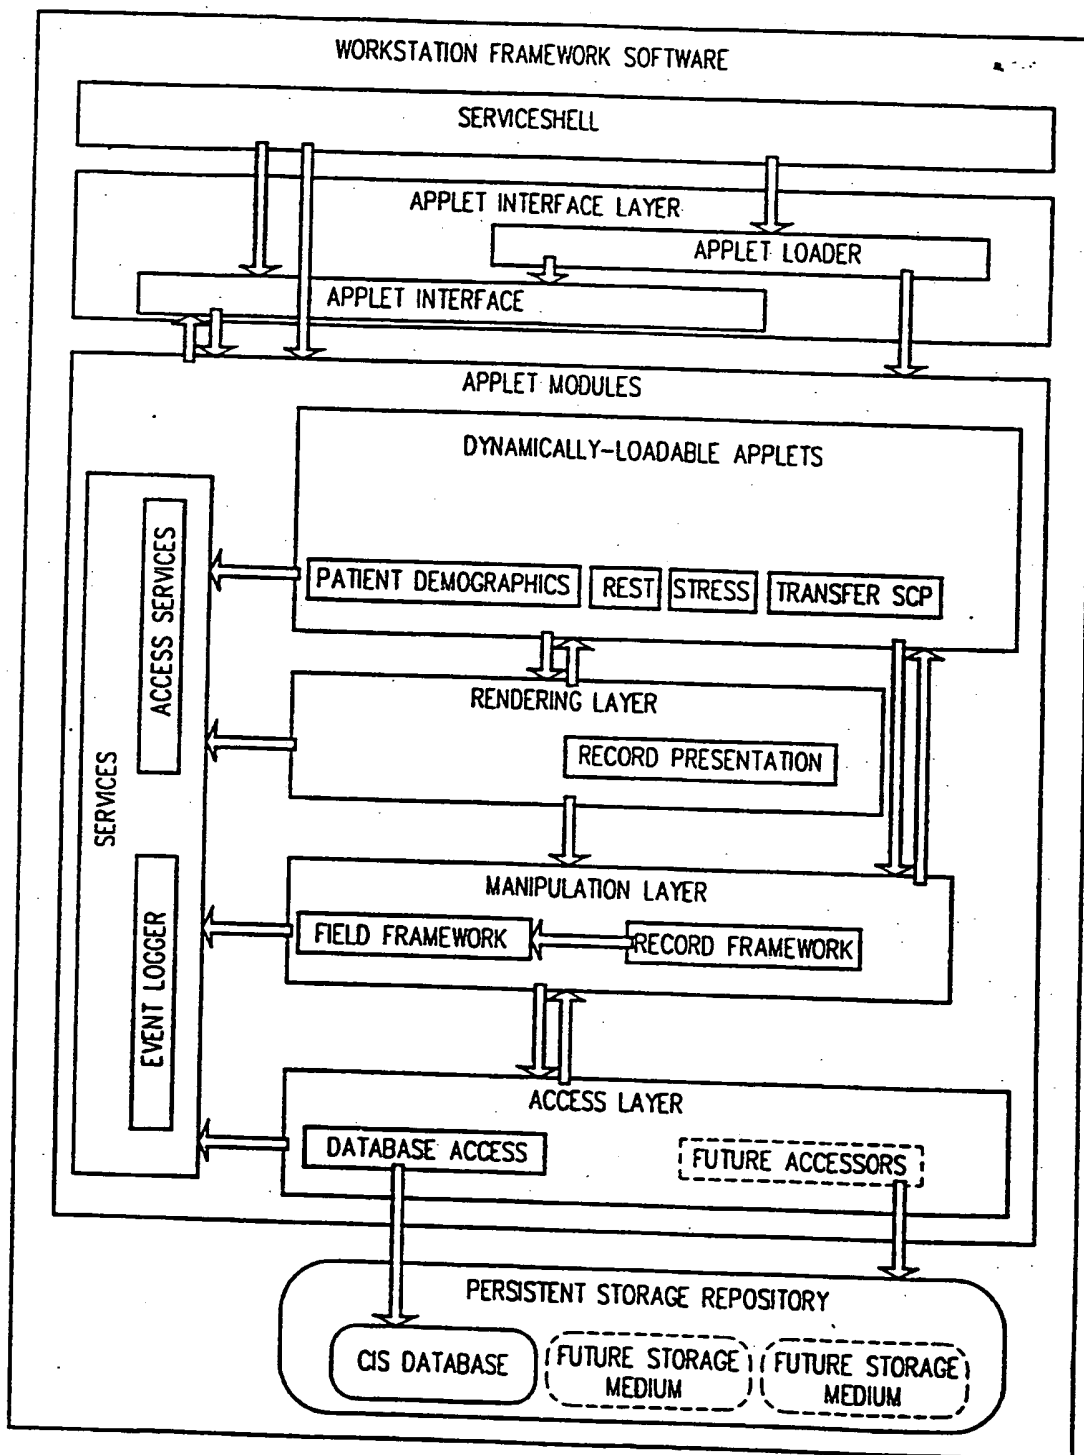 WORKSTATION FRAMEWORK SOFTWARE
SERVICESHELL
APPLET INTERFACE LAYER
APPLET LOADER
APPLET INTERFACE
APPLET MODULES
DYNAMICALLY-LOADABLE APPLETS
PATIENT DEMOGRAPHICS
REST
STRESS
TRANSFER SCP
SERVICES
ACCESS SERVICES
EVENT LOGGER
RENDERING LAYER
RECORD PRESENTATION
MANIPULATION LAYER
FIELD FRAMEWORK
RECORD FRAMEWORK
ACCESS LAYER
DATABASE ACCESS
FUTURE ACCESSORS
PERSISTENT STORAGE REPOSITORY
CIS DATABASE
FUTURE STORAGE
MEDIUM
FUTURE STORAGE
MEDIUM